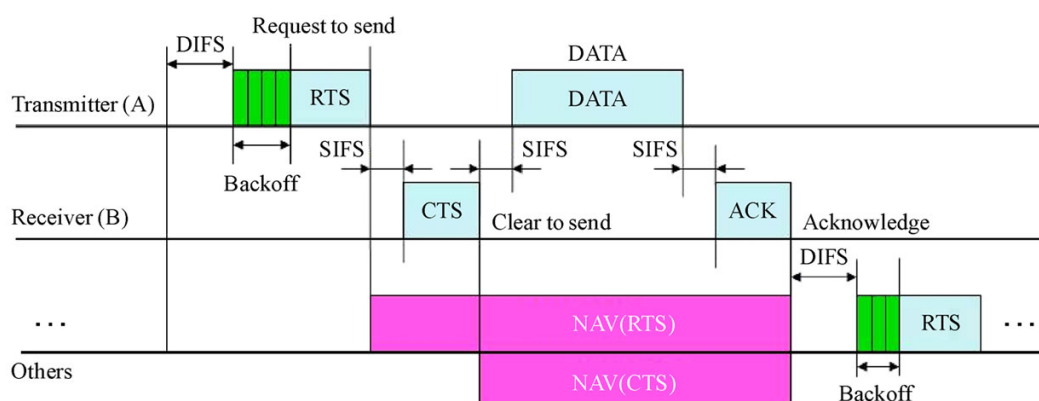 Request to send
DIFS
DATA
Transmitter (A)
RTS
DATA
SIFS
SIFS
SIFS
Backoff
Receiver (B)
CTS
Clear to send
ACK
Acknowledge
DIFS
...
NAV(RTS)
RTS
...
Others
NAV(CTS)
Backoff